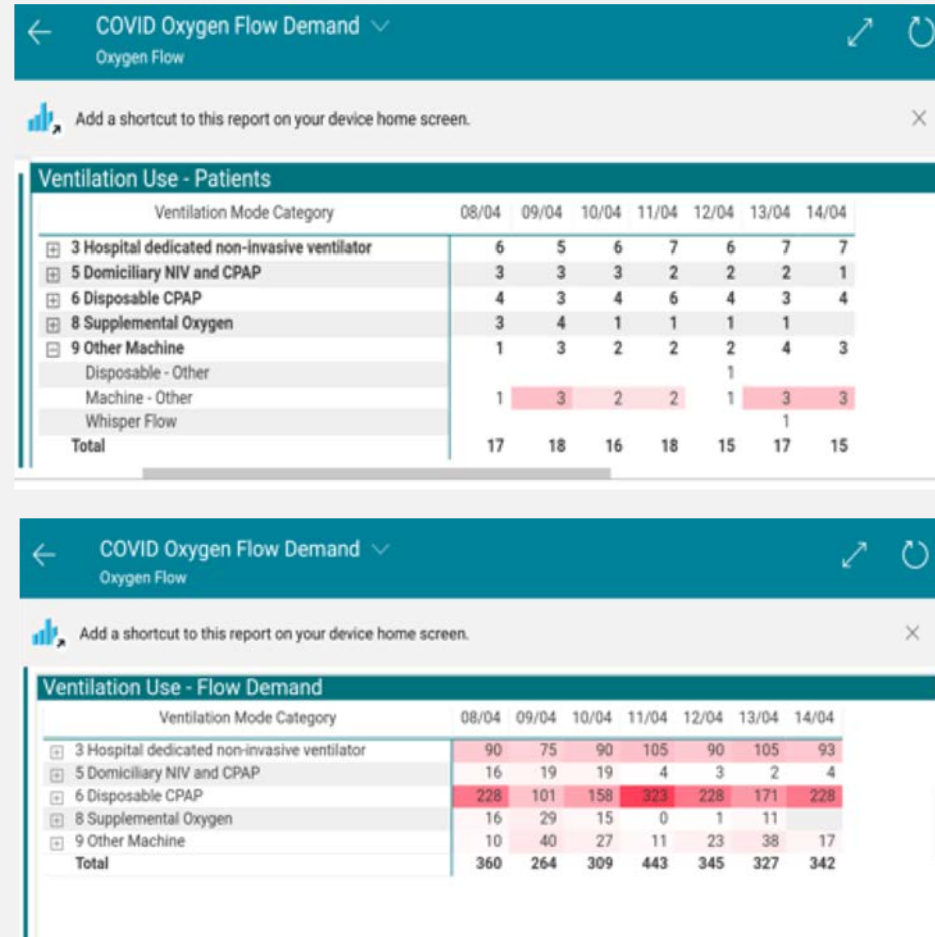 COVID Oxygen Flow Demand
Oxygen Flow
Add a shortcut to this report on your device home screen.
Ventilation Use - Patients
Ventilation Mode Category 08/04 09/04 10/04 11/04 12/04 13/04 14/04
3 Hospital dedicated non-invasive ventilator 6 5 6 7 6 7 7
5 Domiciliary NIV and CPAP 3 3 3 2 2 2 1
6 Disposable CPAP 4 3 4 6 4 3 4
8 Supplemental Oxygen 3 4 1 1 1 1
9 Other Machine 1 3 2 2 2 4 3
Disposable - Other 1
Machine - Other 1 3 2 2 1 3 3
Whisper Flow 1
Total 17 18 16 18 15 17 15
COVID Oxygen Flow Demand
Oxygen Flow
Add a shortcut to this report on your device home screen.
Ventilation Use - Flow Demand
Ventilation Mode Category 08/04 09/04 10/04 11/04 12/04 13/04 14/04
3 Hospital dedicated non-invasive ventilator 90 75 90 105 90 105 93
5 Domiciliary NIV and CPAP 16 19 19 4 3 2 4
6 Disposable CPAP 228 101 158 323 228 171 228
8 Supplemental Oxygen 16 29 15 0 1 11
9 Other Machine 10 40 27 11 23 38 17
Total 360 264 309 443 345 327 342